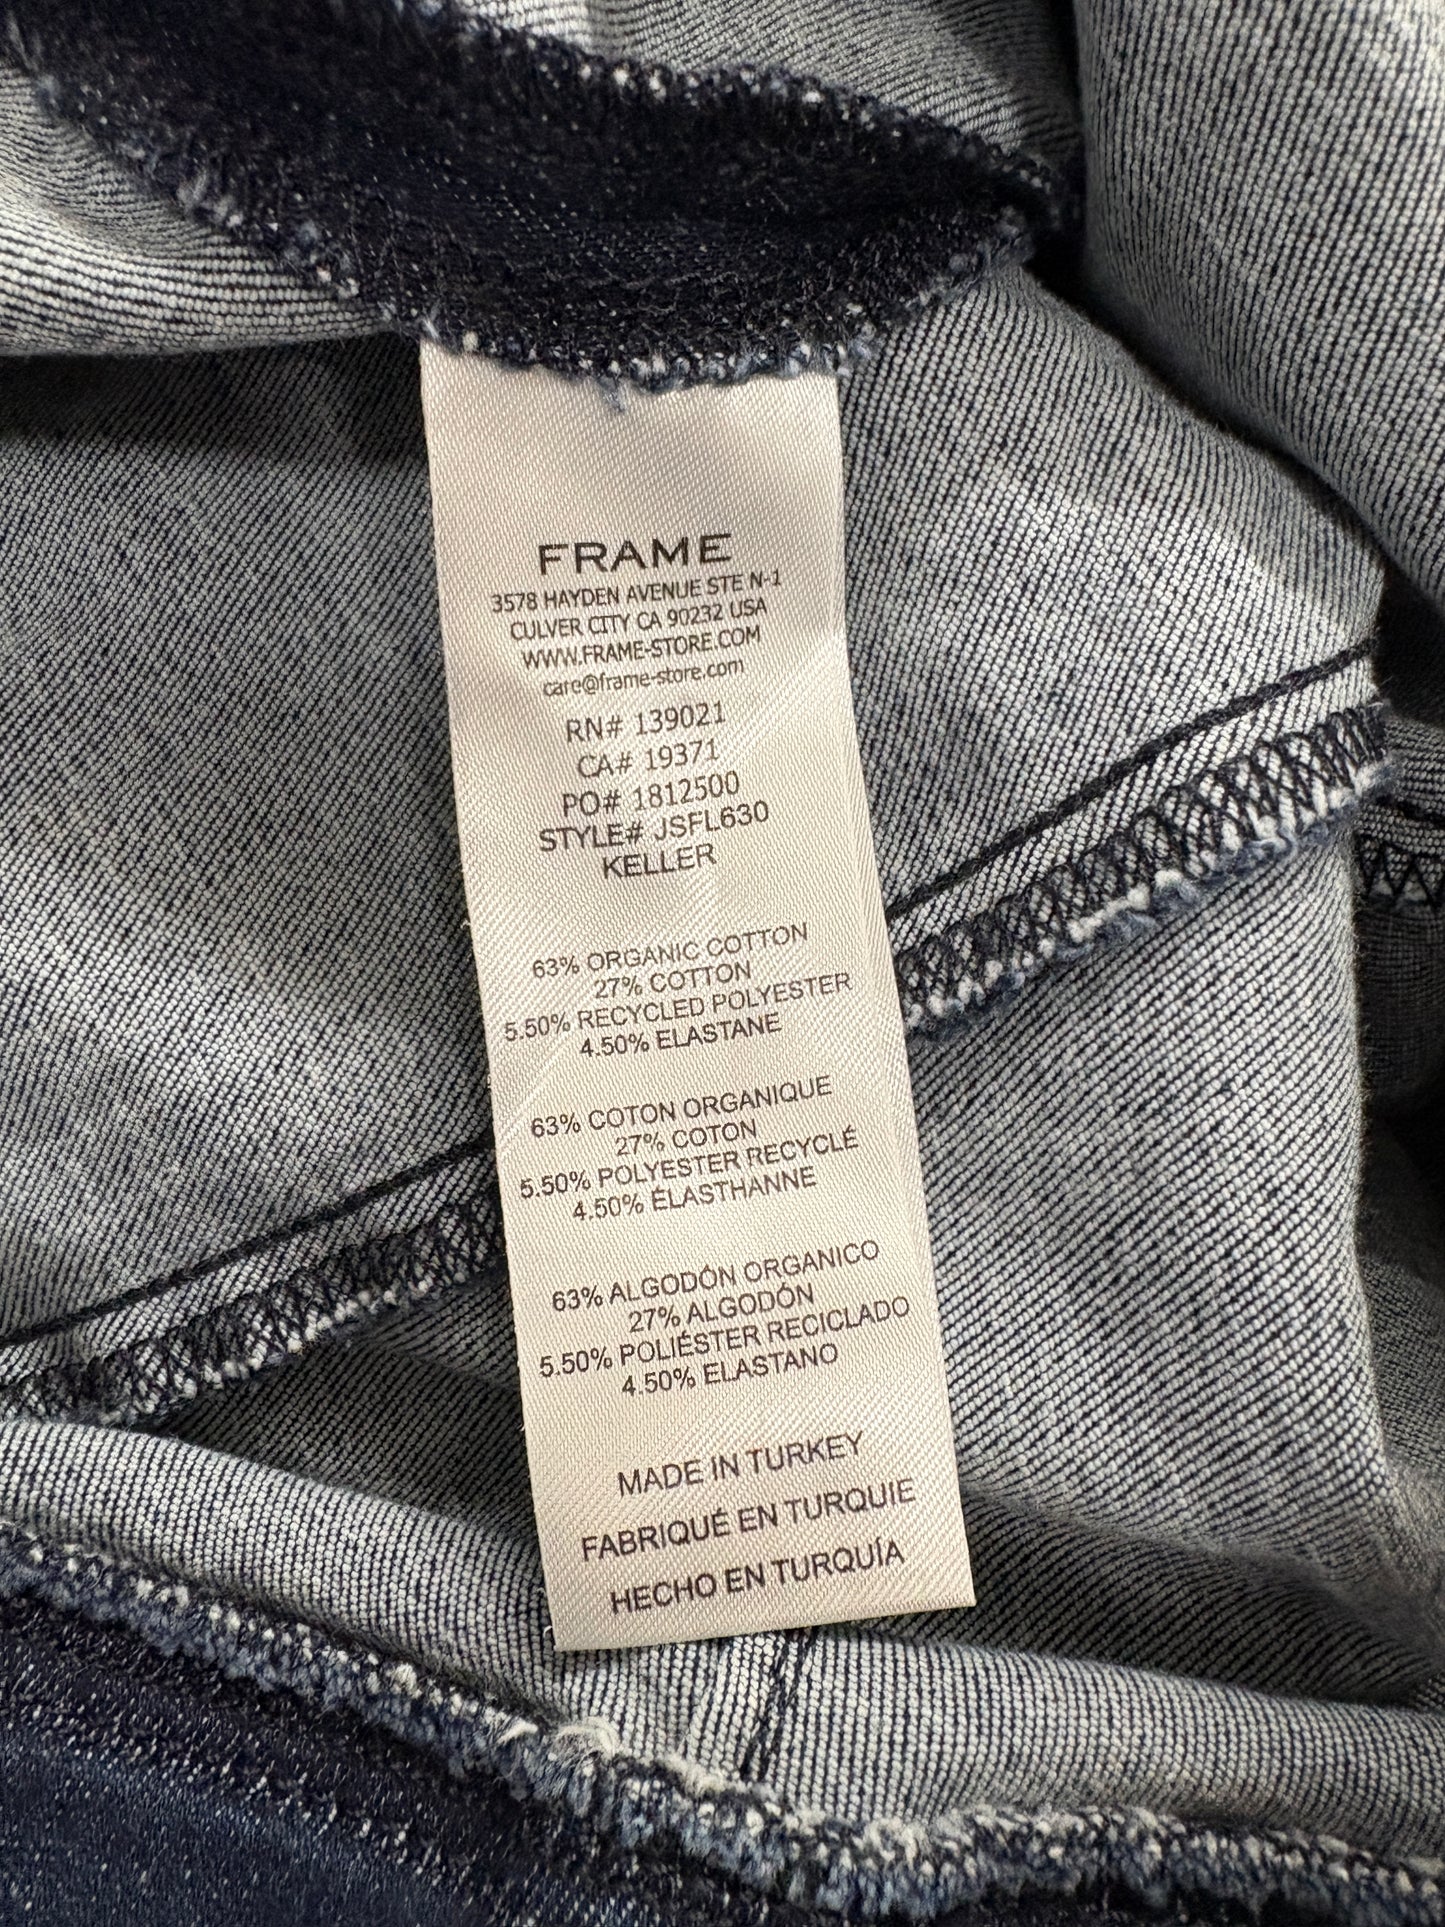 FRAME
3578 HAYDEN AVENUE STE N-1
CULVER CITY CA 90232 USA
WWW.FRAME-STORE.COM
care@frame-store.com
RN# 139021
CA# 19371
PO# 1812500
STYLE# JSFL630
KELLER
63% ORGANIC COTTON
27% COTTON
5.50% RECYCLED POLYESTER
4.50% ELASTANE
63% COTON ORGANIQUE
27% COTON
5.50% POLYESTER RECYCLÉ
4.50% ÉLASTHANNE
63% ALGODÓN ORGANICO
27% ALGODÓN
5.50% POLIÉSTER RECICLADO
4.50% ELASTANO
MADE IN TURKEY
FABRIQUÉ EN TURQUIE
HECHO EN TURQUÍA